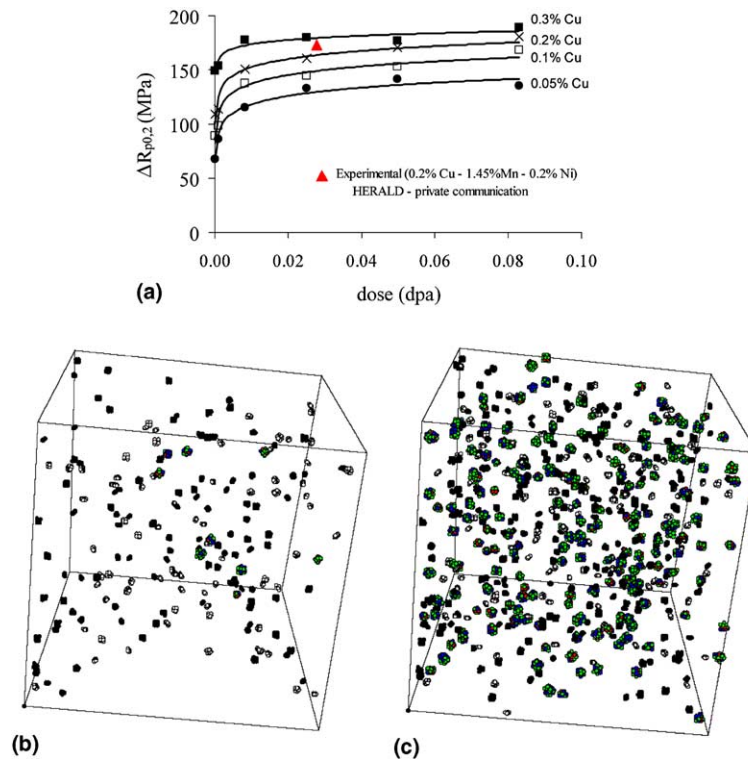 200
0.3% Cu
0.2% Cu
150
0.1% Cu
0.05% Cu
ΔRp0,2 (MPa)
100
50
Experimental (0.2% Cu - 1.45%Mn - 0.2% Ni)
HERALD - private communication
0
0.00 0.02 0.04 0.06 0.08 0.10
(a)
dose (dpa)
(b)
(c)